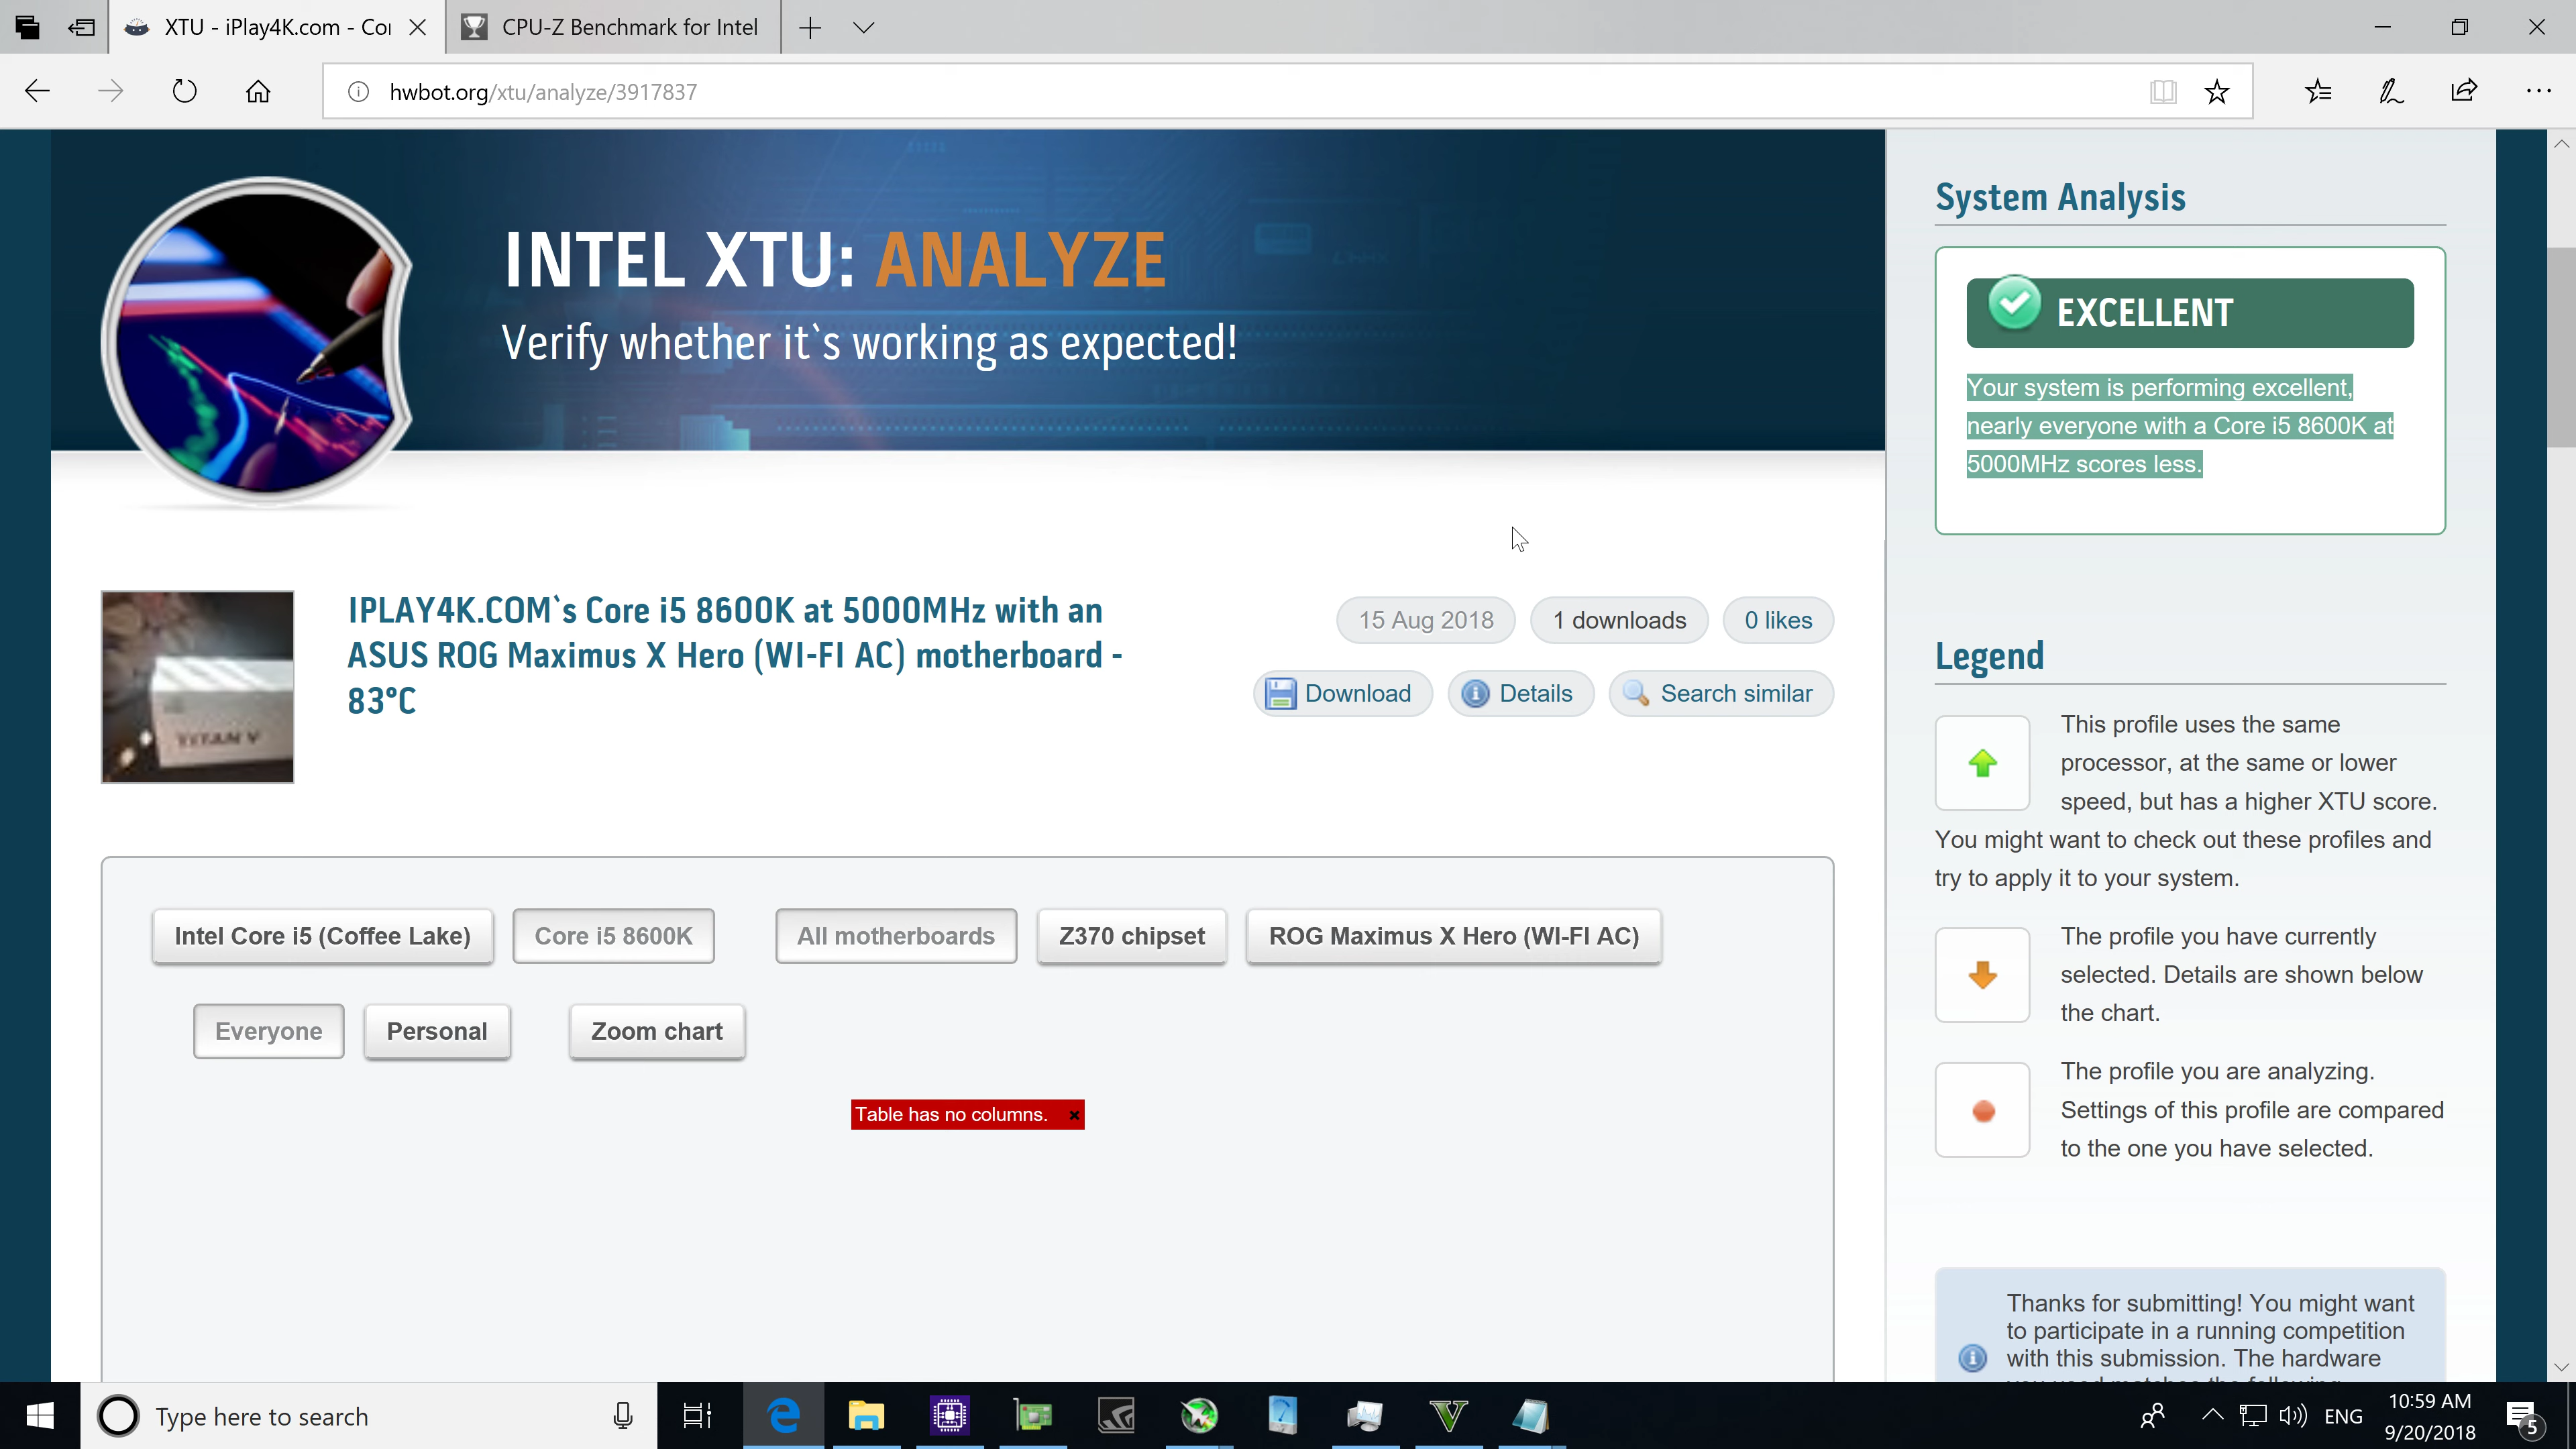 XTU - iPlay4K.com - Co
CPU-Z Benchmark for Intel
hwbot.org/xtu/analyze/3917837
INTEL XTU: ANALYZE
Verify whether it`s working as expected!
IPLAY4K.COM`s Core i5 8600K at 5000MHz with an
ASUS ROG Maximus X Hero (WI-FI AC) motherboard -
83°C
TITAN V
15 Aug 2018
1 downloads
0 likes
Download
Details
Search similar
Intel Core i5 (Coffee Lake)
Core i5 8600K
All motherboards
Z370 chipset
ROG Maximus X Hero (WI-FI AC)
Everyone
Personal
Zoom chart
Table has no columns.
System Analysis
EXCELLENT
Your system is performing excellent,
nearly everyone with a Core i5 8600K at
5000MHz scores less.
Legend
This profile uses the same
processor, at the same or lower
speed, but has a higher XTU score.
You might want to check out these profiles and
try to apply it to your system.
The profile you have currently
selected. Details are shown below
the chart.
The profile you are analyzing.
Settings of this profile are compared
to the one you have selected.
Thanks for submitting! You might want
to participate in a running competition
with this submission. The hardware
Type here to search
ENG
10:59 AM
9/20/2018
5